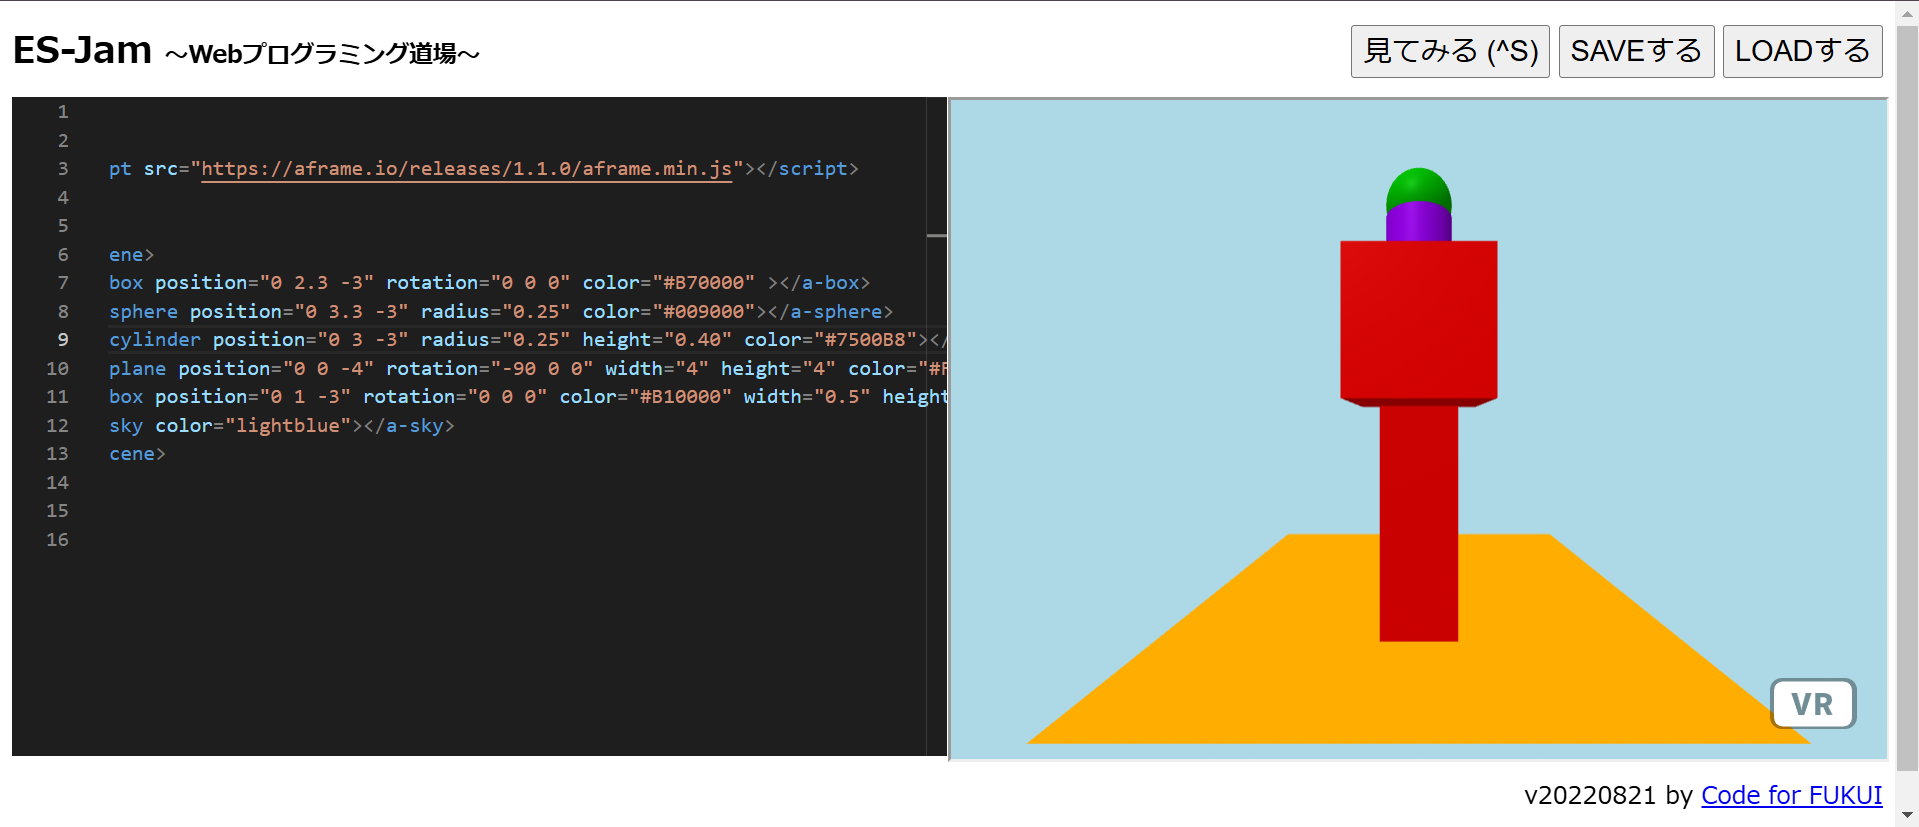 ES-Jam ～Webプログラミング道場～
見てみる (^S) SAVEする LOADする
1
2
3 pt src="https://aframe.io/releases/1.1.0/aframe.min.js"></script>
4
5
6 ene>
7 box position="0 2.3 -3" rotation="0 0 0" color="#B70000" ></a-box>
8 sphere position="0 3.3 -3" radius="0.25" color="#009000"></a-sphere>
9 cylinder position="0 3 -3" radius="0.25" height="0.40" color="#7500B8"></
10 plane position="0 0 -4" rotation="-90 0 0" width="4" height="4" color="#F
11 box position="0 1 -3" rotation="0 0 0" color="#B10000" width="0.5" height
12 sky color="lightblue"></a-sky>
13 cene>
14
15
16
VR
v20220821 by Code for FUKUI